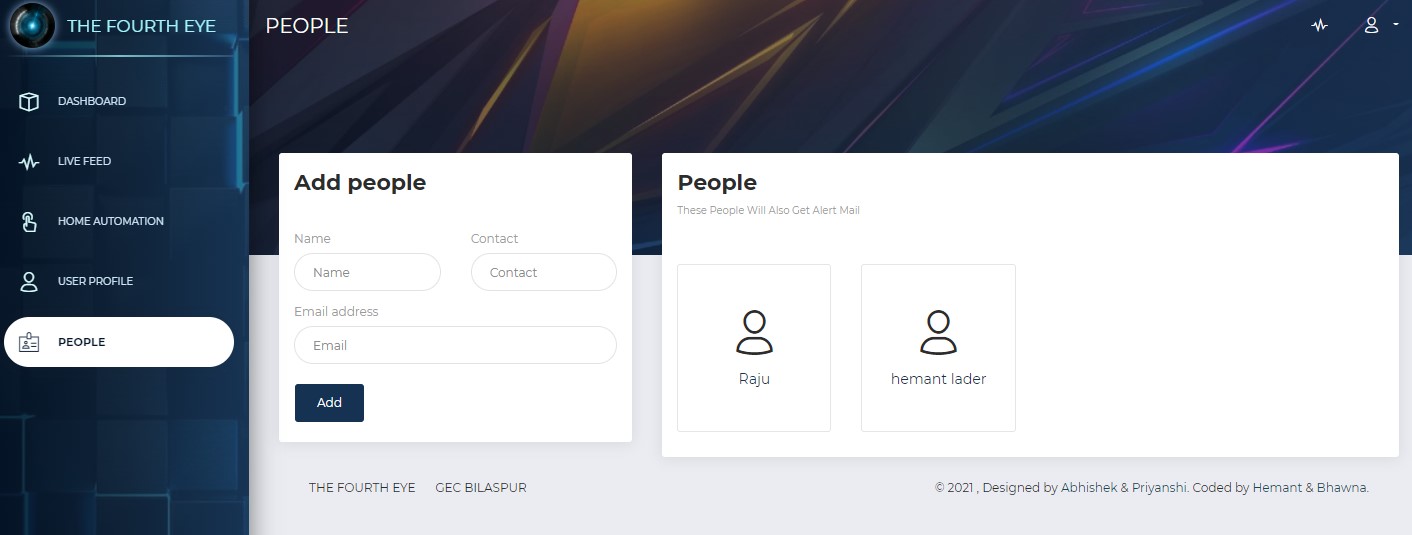 THE FOURTH EYE
PEOPLE
DASHBOARD
LIVE FEED
HOME AUTOMATION
USER PROFILE
PEOPLE
Add people
Name
Contact
Name
Contact
Email address
Email
Add
People
These People Will Also Get Alert Mail
Raju
hemant lader
THE FOURTH EYE
GEC BILASPUR
© 2021 , Designed by Abhishek & Priyanshi. Coded by Hemant & Bhawna.